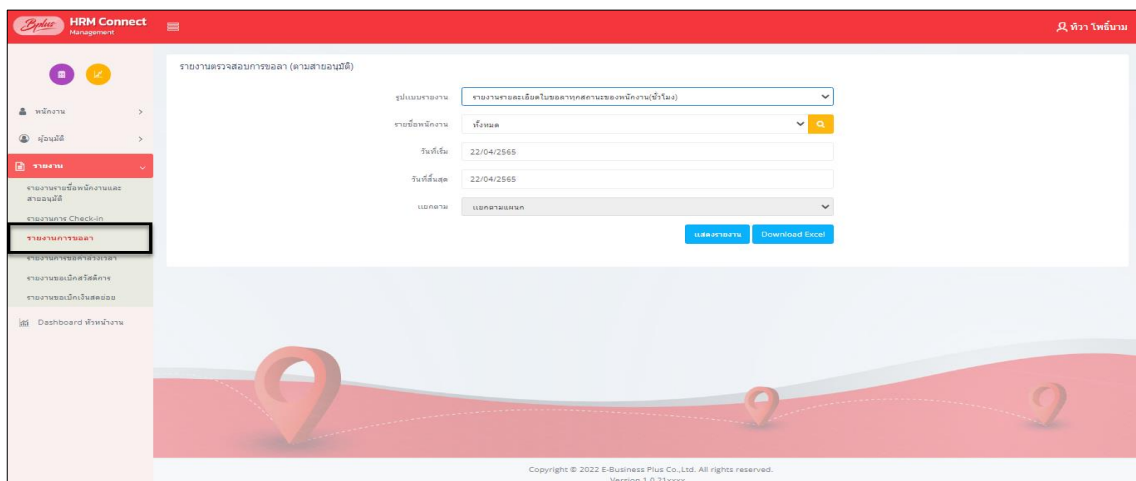 Bplus HRM Connect
Management
ทิวา โพธิ์นาม
รายงานตรวจสอบการขอลา (ตามสายอนุมัติ)
รูปแบบรายงาน รายงานรายละเอียดใบขอลาทุกสถานะของพนักงาน(ชั่วโมง)
รายชื่อพนักงาน ทั้งหมด
วันที่เริ่ม 22/04/2565
วันที่สิ้นสุด 22/04/2565
แยกตาม แยกตามแผนก
แสดงรายงาน Download Excel
พนักงาน
ผู้อนุมัติ
รายงาน
รายงานรายชื่อพนักงานและ
สายอนุมัติ
รายงานการ Check-in
รายงานการขอลา
รายงานการขอค่าล่วงเวลา
รายงานขอเบิกสวัสดิการ
รายงานขอเบิกเงินสดย่อย
Dashboard หัวหน้างาน
Copyright © 2022 E-Business Plus Co.,Ltd. All rights reserved.
Version 1.0.21xxxx